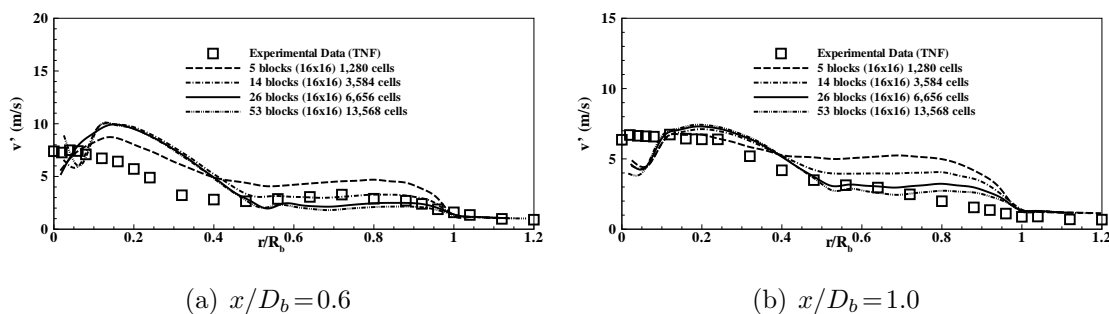 20
15
10
5
0
v' (m/s)
0 0.2 0.4 0.6 0.8 1 1.2
r/R_b
Experimental Data (TNF)
5 blocks (16x16) 1,280 cells
14 blocks (16x16) 3,584 cells
26 blocks (16x16) 6,656 cells
53 blocks (16x16) 13,568 cells
(a) x/D_b=0.6
15
10
5
0
v' (m/s)
0 0.2 0.4 0.6 0.8 1 1.2
r/R_b
Experimental Data (TNF)
5 blocks (16x16) 1,280 cells
14 blocks (16x16) 3,584 cells
26 blocks (16x16) 6,656 cells
53 blocks (16x16) 13,568 cells
(b) x/D_b=1.0